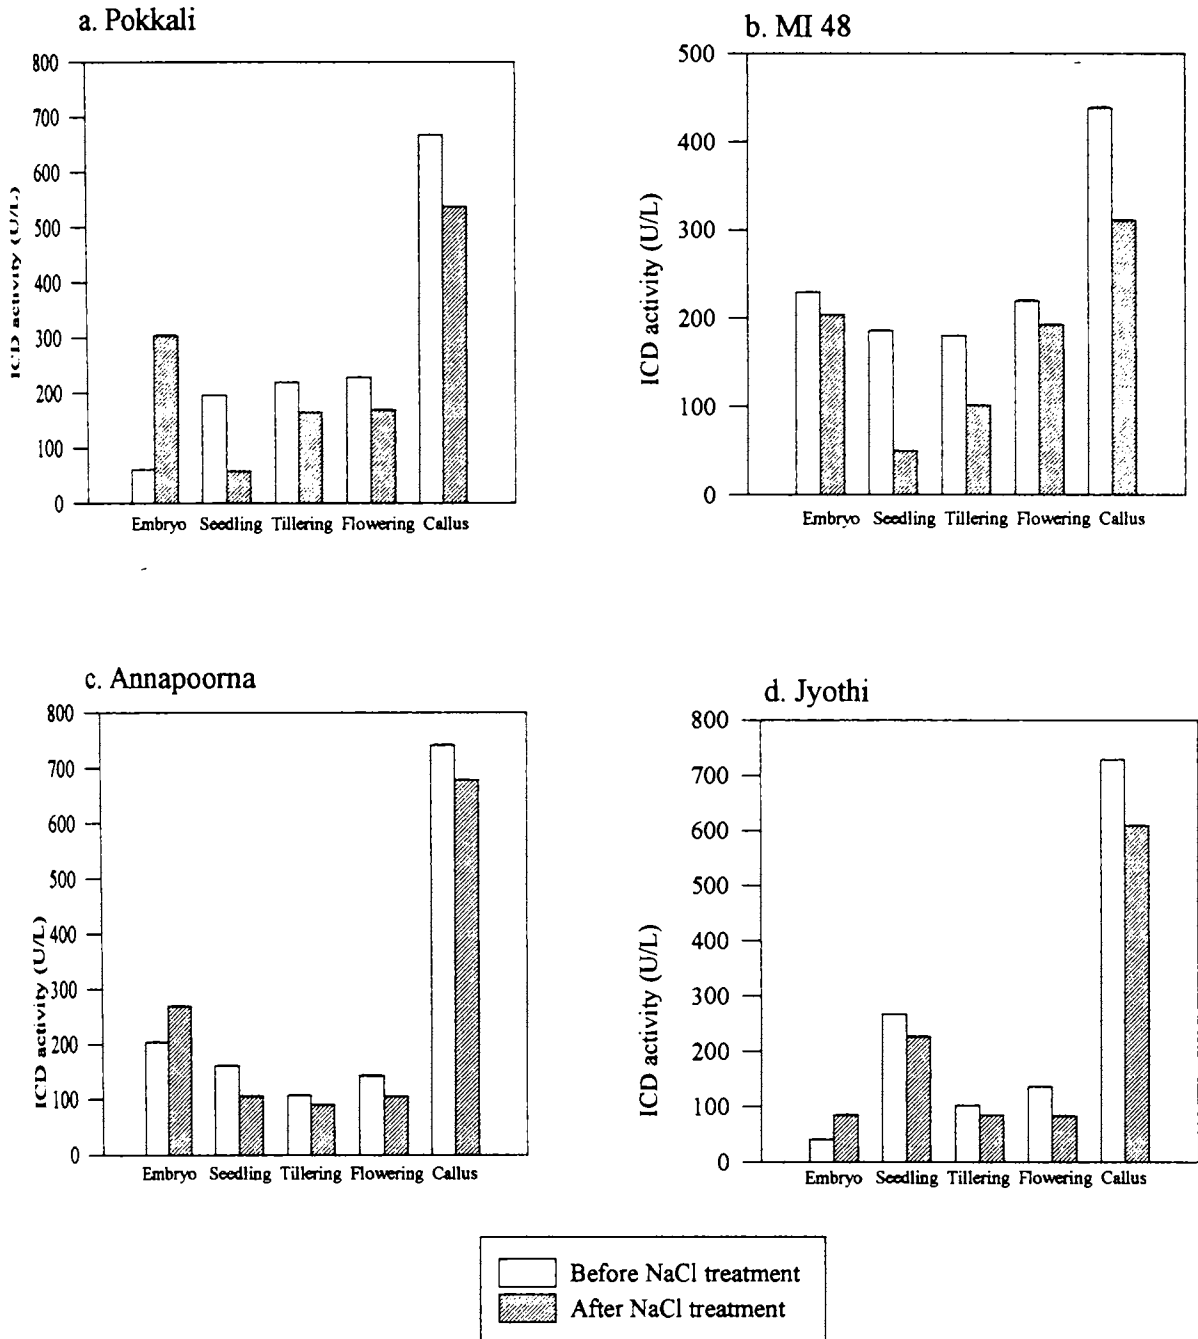 a. Pokkali
800
700
600
500
400
300
200
100
0
ICD activity (U/L)
Embryo Seedling Tillering Flowering Callus
b. MI 48
500
400
300
200
100
0
ICD activity (U/L)
Embryo Seedling Tillering Flowering Callus
c. Annapoorna
800
700
600
500
400
300
200
100
0
ICD activity (U/L)
Embryo Seedling Tillering Flowering Callus
d. Jyothi
800
700
600
500
400
300
200
100
0
ICD activity (U/L)
Embryo Seedling Tillering Flowering Callus
Before NaCl treatment
After NaCl treatment